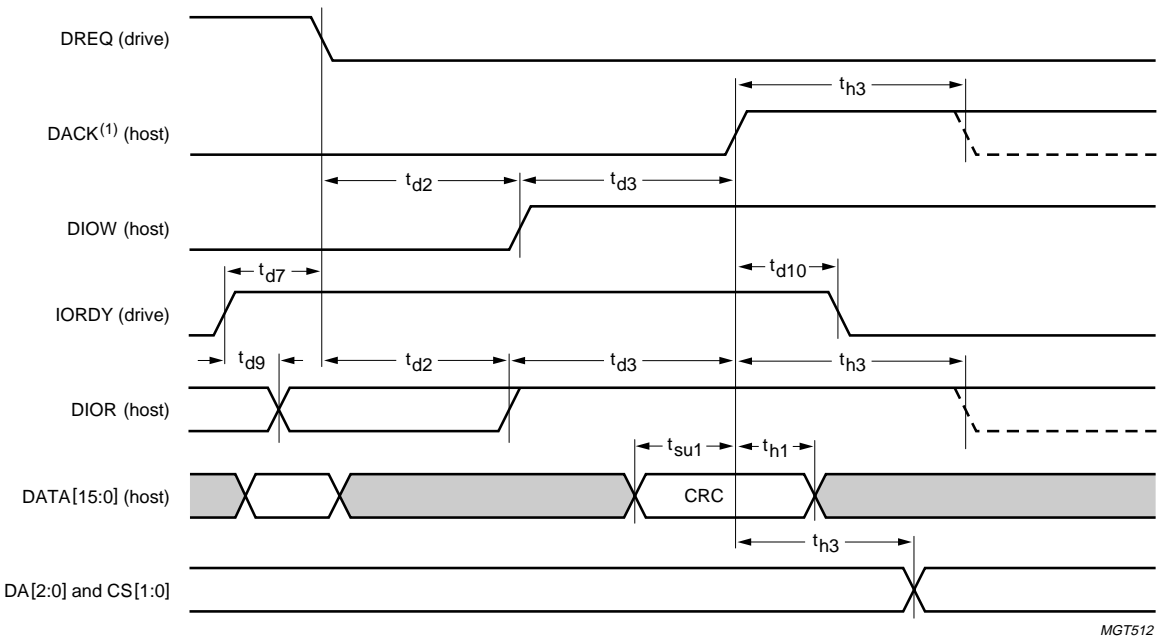 DREQ (drive)
th3
DACK(1) (host)
td2
td3
DIOW (host)
td7
td10
IORDY (drive)
td9
td2
td3
th3
DIOR (host)
tsu1
th1
DATA[15:0] (host)
CRC
th3
DA[2:0] and CS[1:0]
MGT512